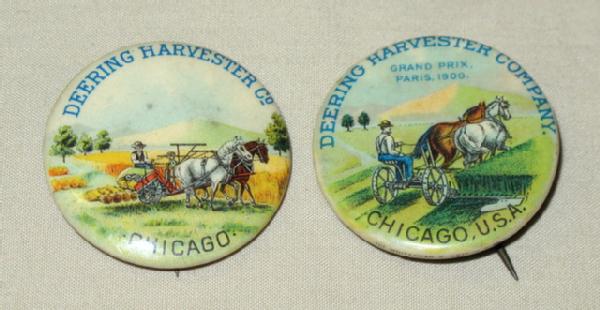 DEERING HARVESTER CO.
·CHICAGO·
DEERING HARVESTER COMPANY.
GRAND PRIX,
PARIS, 1900.
CHICAGO, U.S.A.